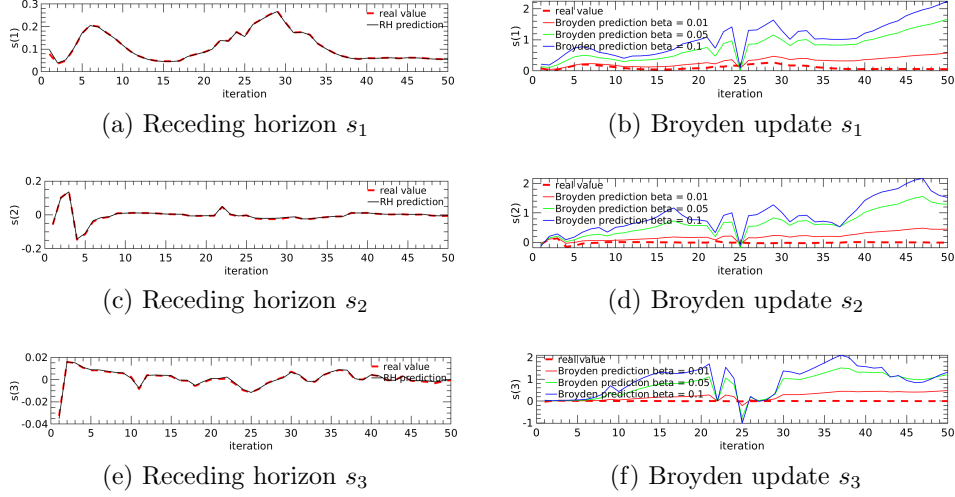 0.3
0.2
0.1
0
s(1)
0 5 10 15 20 25 30 35 40 45 50
iteration
real value
RH prediction
(a) Receding horizon s1
2
1
0
s(1)
0 5 10 15 20 25 30 35 40 45 50
iteration
real value
Broyden prediction beta = 0.01
Broyden prediction beta = 0.05
Broyden prediction beta = 0.1
(b) Broyden update s1
0.2
0
-0.2
s(2)
0 5 10 15 20 25 30 35 40 45 50
iteration
real value
RH prediction
(c) Receding horizon s2
2
1
0
s(2)
0 5 10 15 20 25 30 35 40 45 50
iteration
real value
Broyden prediction beta = 0.01
Broyden prediction beta = 0.05
Broyden prediction beta = 0.1
(d) Broyden update s2
0.02
0
-0.02
-0.04
s(3)
0 5 10 15 20 25 30 35 40 45 50
iteration
real value
RH prediction
(e) Receding horizon s3
2
1
0
-1
s(3)
0 5 10 15 20 25 30 35 40 45 50
iteration
real value
Broyden prediction beta = 0.01
Broyden prediction beta = 0.05
Broyden prediction beta = 0.1
(f) Broyden update s3